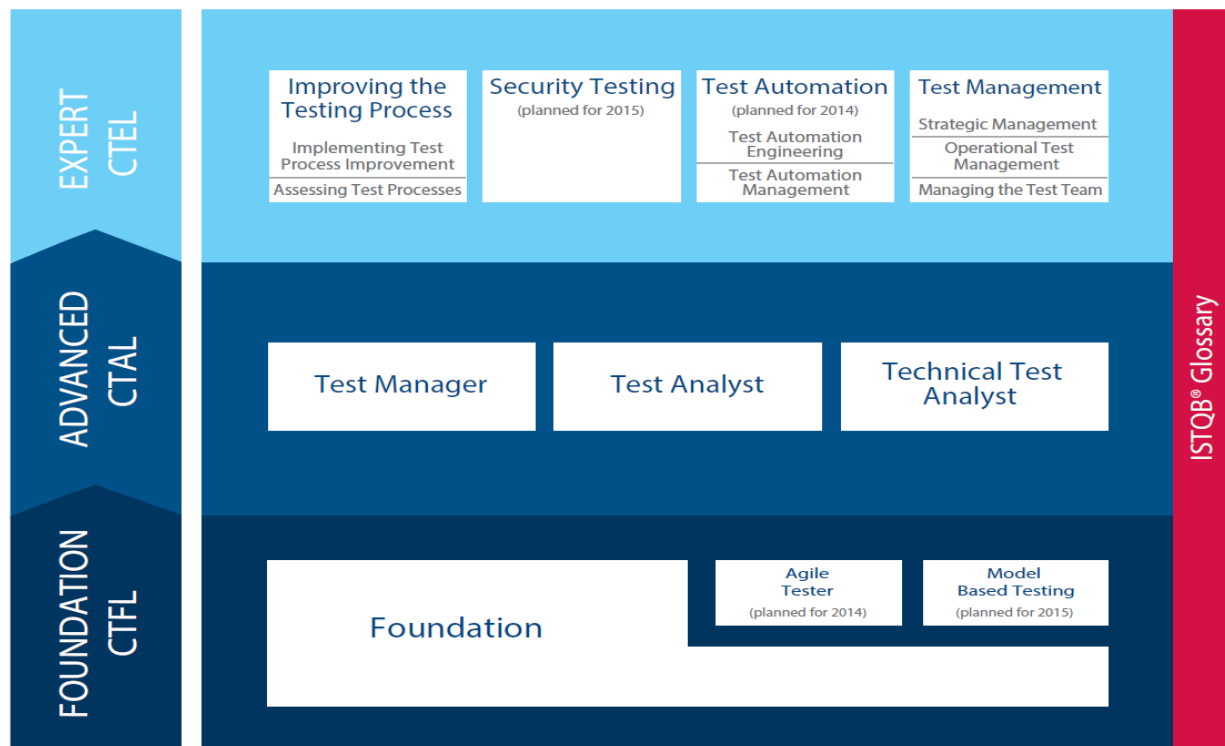 EXPERT
CTEL
Improving the
Testing Process
Implementing Test
Process Improvement
Assessing Test Processes
Security Testing
(planned for 2015)
Test Automation
(planned for 2014)
Test Automation
Engineering
Test Automation
Management
Test Management
Strategic Management
Operational Test
Management
Managing the Test Team
ADVANCED
CTAL
Test Manager
Test Analyst
Technical Test
Analyst
FOUNDATION
CTFL
Foundation
Agile
Tester
(planned for 2014)
Model
Based Testing
(planned for 2015)
ISTQB® Glossary